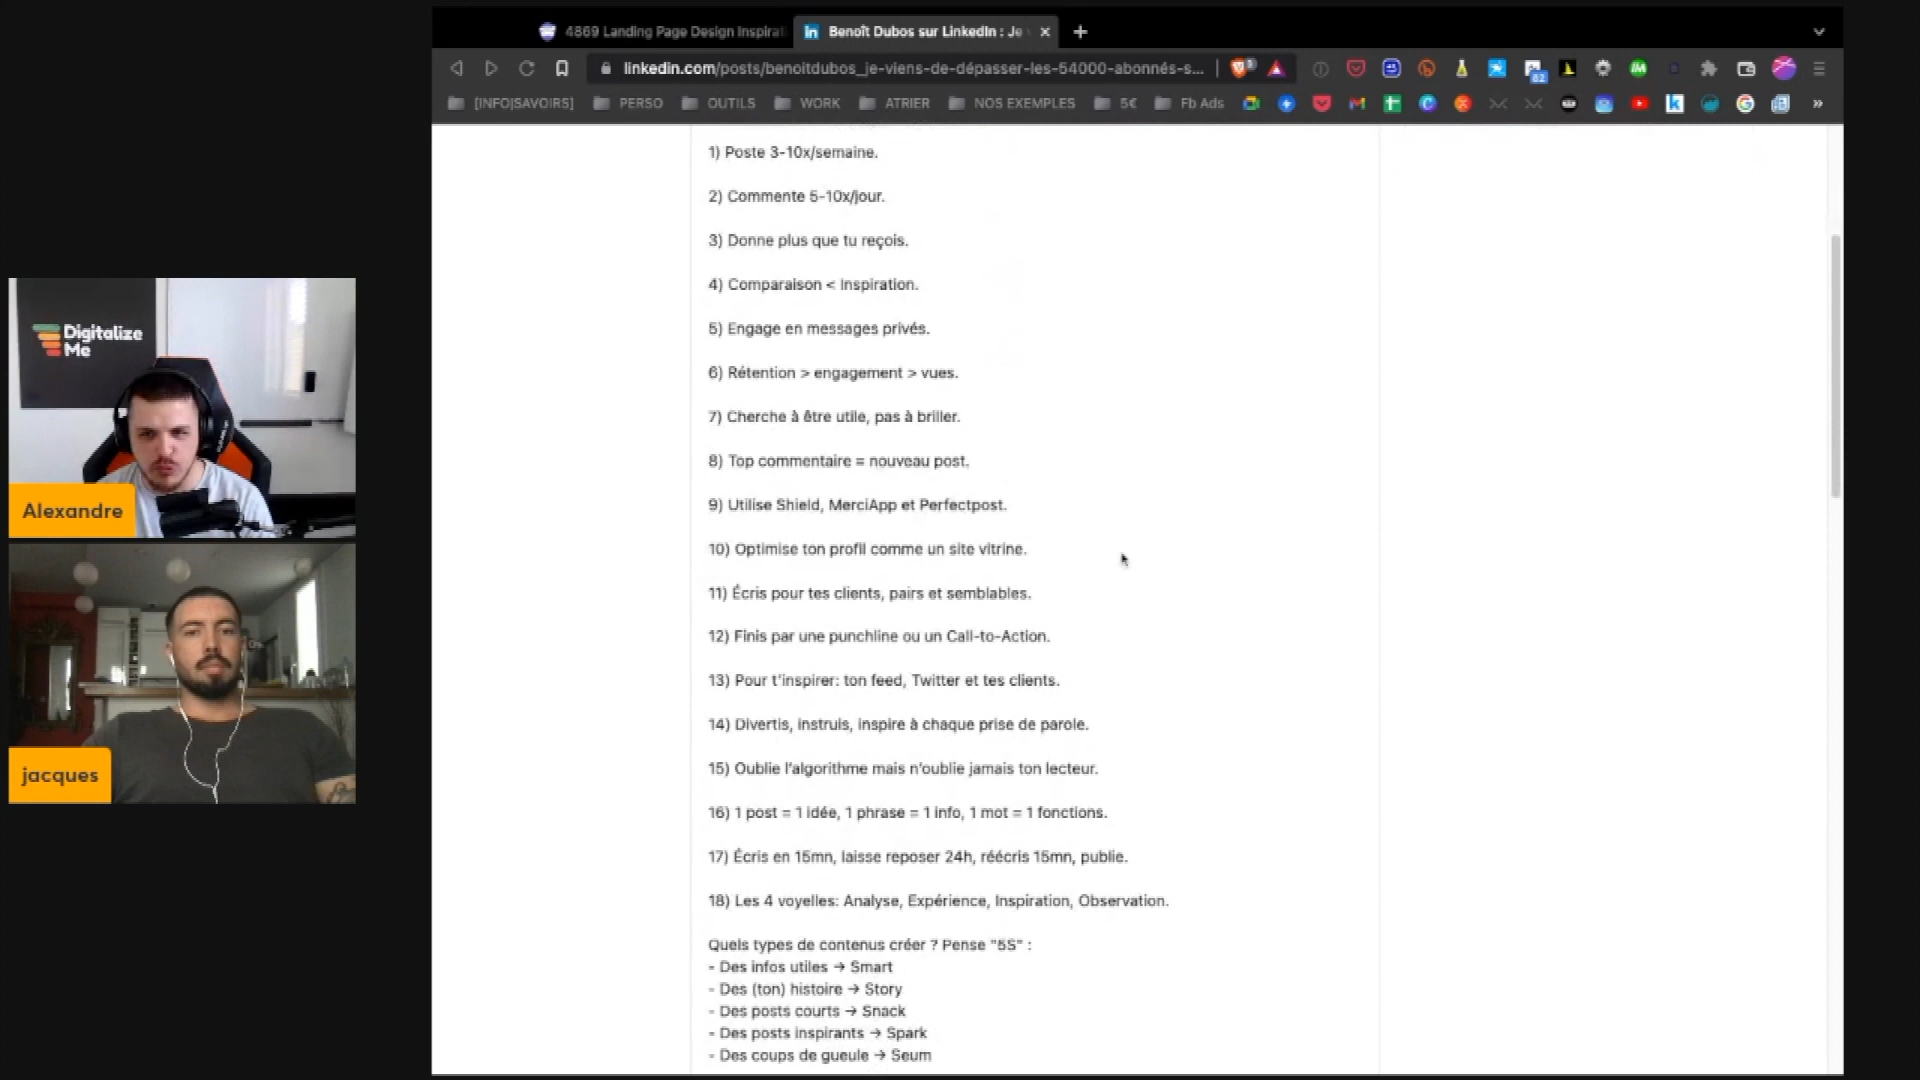 4869 Landing Page Design Inspirat
Benoît Dubos sur LinkedIn : Je
linkedin.com/posts/benoitdubos_je-viens-de-dépasser-les-54000-abonnés-s...
[INFO|SAVOIRS]
PERSO
OUTILS
WORK
ATRIER
NOS EXEMPLES
5€
Fb Ads
1) Poste 3-10x/semaine.
2) Commente 5-10x/jour.
3) Donne plus que tu reçois.
4) Comparaison < Inspiration.
5) Engage en messages privés.
6) Rétention > engagement > vues.
7) Cherche à être utile, pas à briller.
8) Top commentaire = nouveau post.
9) Utilise Shield, MerciApp et Perfectpost.
10) Optimise ton profil comme un site vitrine.
11) Écris pour tes clients, pairs et semblables.
12) Finis par une punchline ou un Call-to-Action.
13) Pour t'inspirer: ton feed, Twitter et tes clients.
14) Divertis, instruis, inspire à chaque prise de parole.
15) Oublie l'algorithme mais n'oublie jamais ton lecteur.
16) 1 post = 1 idée, 1 phrase = 1 info, 1 mot = 1 fonctions.
17) Écris en 15mn, laisse reposer 24h, réécris 15mn, publie.
18) Les 4 voyelles: Analyse, Expérience, Inspiration, Observation.
Quels types de contenus créer ? Pense "5S" :
- Des infos utiles → Smart
- Des (ton) histoire → Story
- Des posts courts → Snack
- Des posts inspirants → Spark
- Des coups de gueule → Seum
Digitalize
Me
Alexandre
jacques